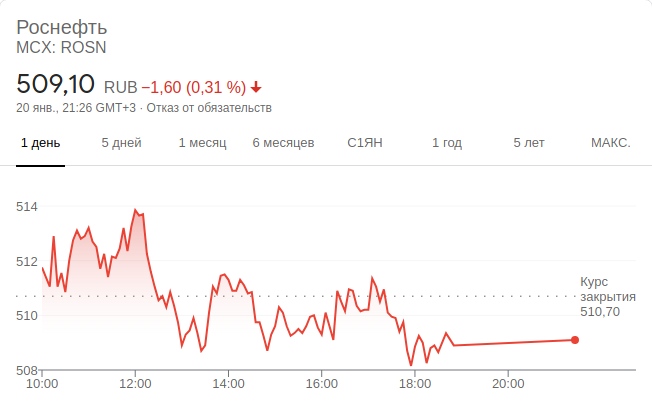 Роснефть
MCX: ROSN
509,10 RUB −1,60 (0,31 %)
20 янв., 21:26 GMT+3 · Отказ от обязательств
1 день 5 дней 1 месяц 6 месяцев С1ЯН 1 год 5 лет МАКС.
514
512
510
508
Курс
закрытия
510,70
10:00 12:00 14:00 16:00 18:00 20:00